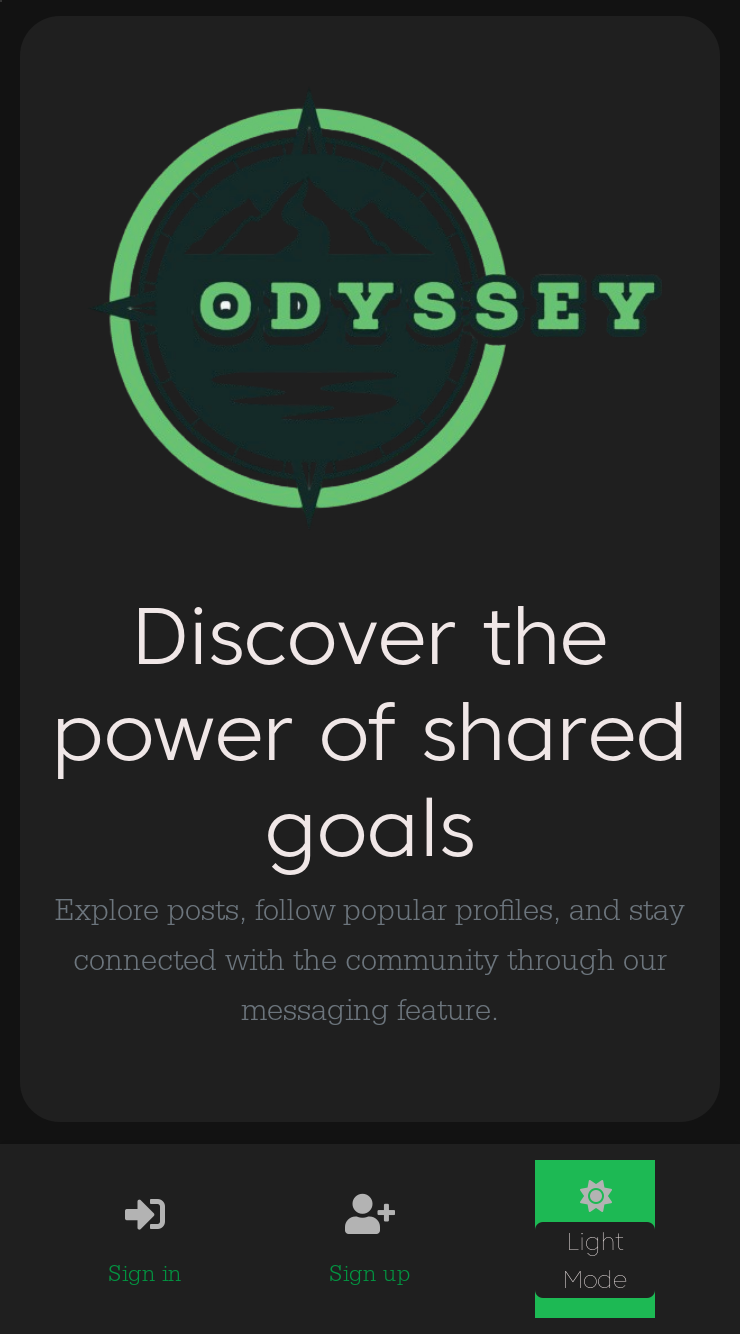 ODYSSEY
Discover the
power of shared
goals
Explore posts, follow popular profiles, and stay
connected with the community through our
messaging feature.
Sign in
Sign up
Light
Mode